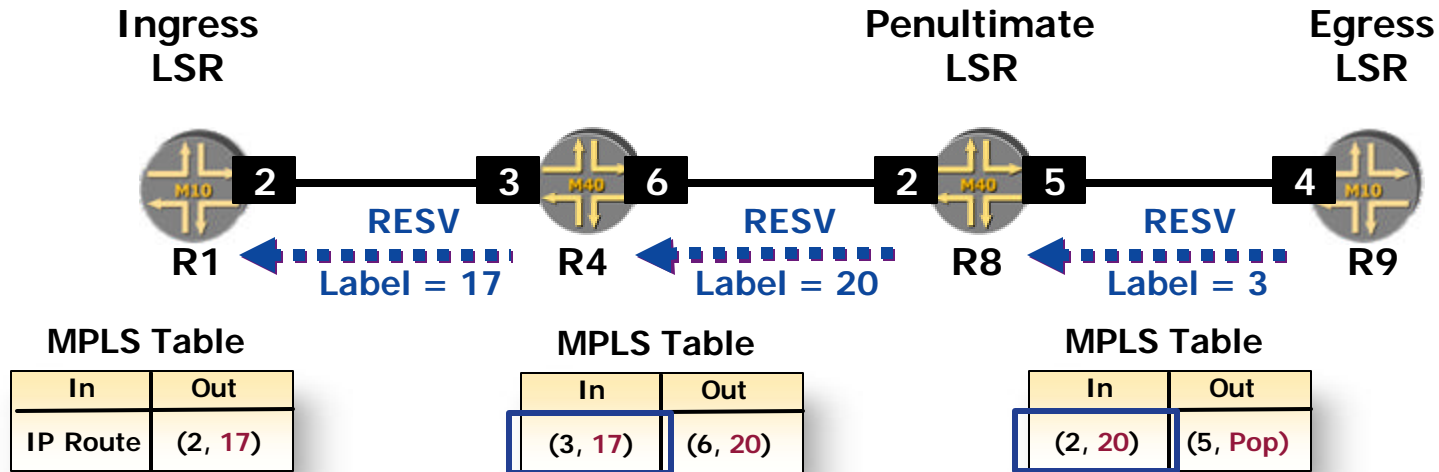 Ingress
LSR
Penultimate
LSR
Egress
LSR
M10
2
3
M40
6
2
M40
5
4
M10
RESV
RESV
RESV
R1
R4
R8
R9
Label = 17
Label = 20
Label = 3
MPLS Table
In Out
IP Route (2, 17)
MPLS Table
In Out
(3, 17) (6, 20)
MPLS Table
In Out
(2, 20) (5, Pop)